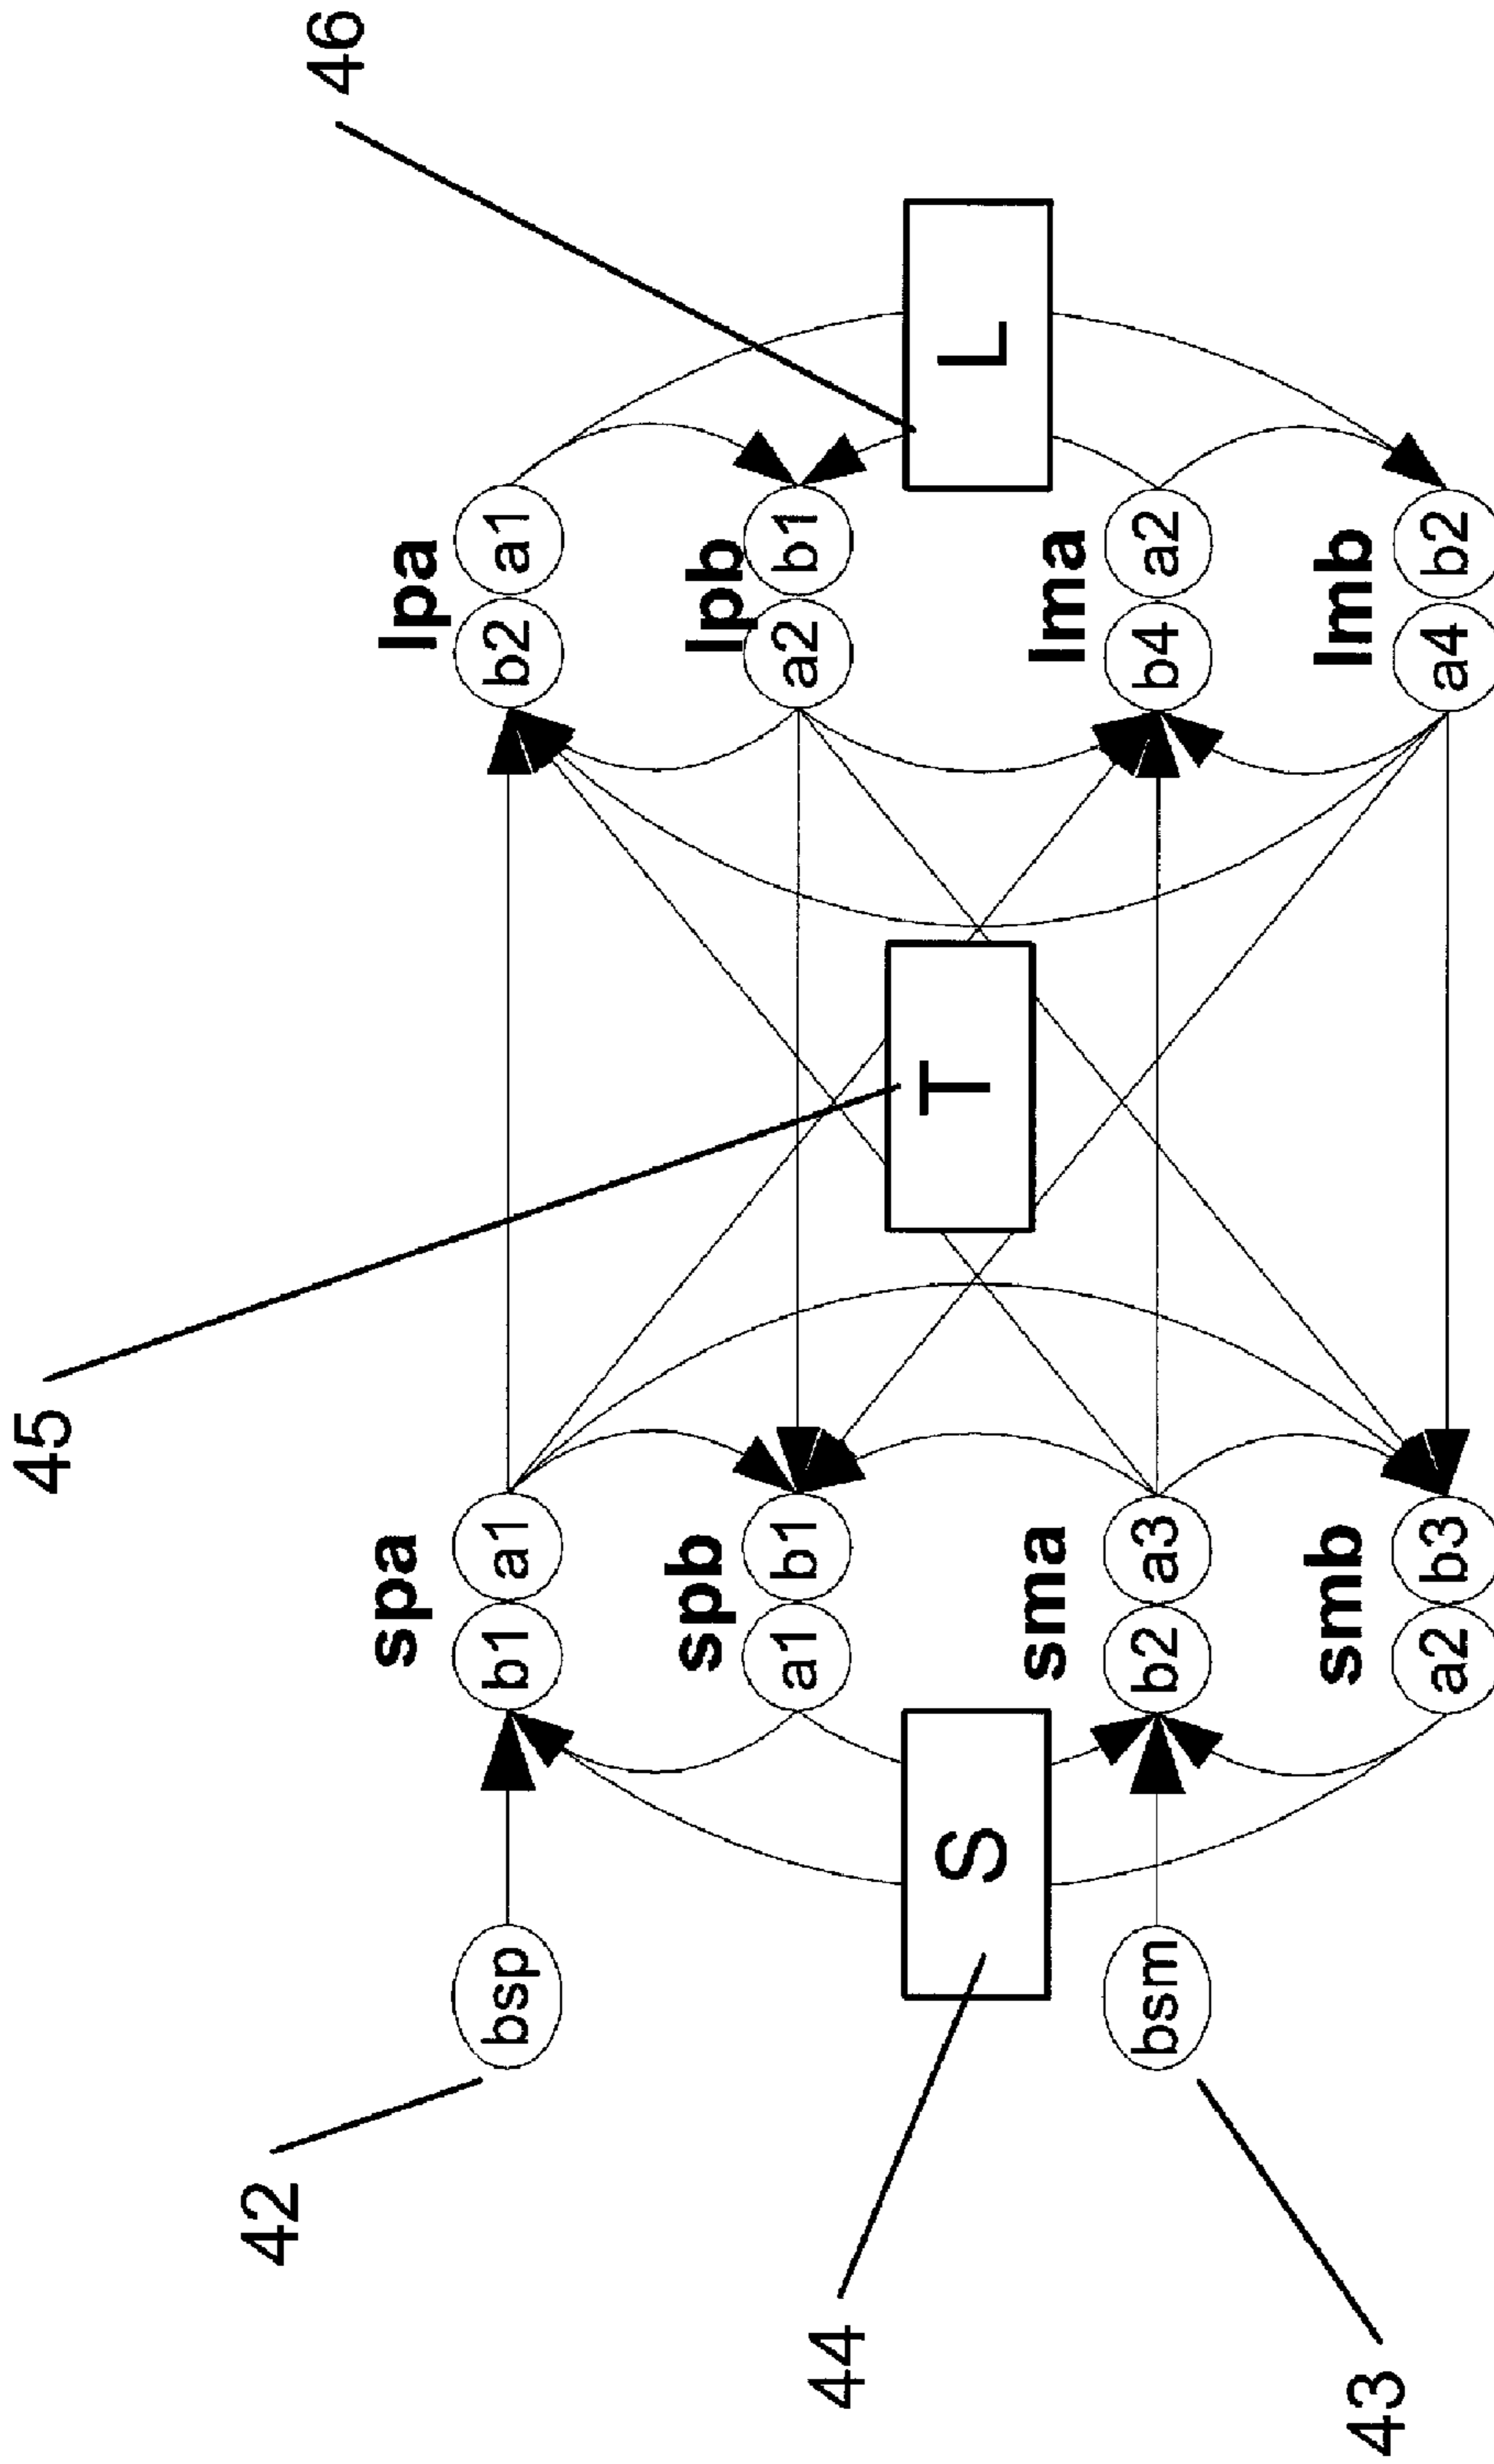 46
45
lpa
b2 a1
spa
b1 a1
bsp
42
lpb
a2 b1
spb
a1 b1
L
T
S
44
lma
b4 a2
sma
b2 a3
bsm
43
lmb
a4 b2
smb
a2 b3